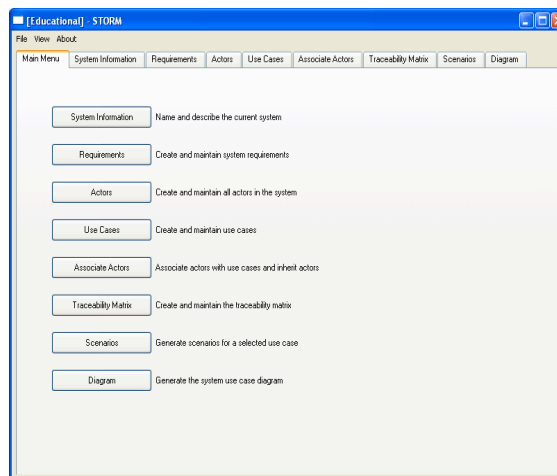 [Educational] - STORM
File View About
Main Menu System Information Requirements Actors Use Cases Associate Actors Traceability Matrix Scenarios Diagram
System Information Name and describe the current system
Requirements Create and maintain system requirements
Actors Create and maintain all actors in the system
Use Cases Create and maintain use cases
Associate Actors Associate actors with use cases and inherit actors
Traceability Matrix Create and maintain the traceability matrix
Scenarios Generate scenarios for a selected use case
Diagram Generate the system use case diagram